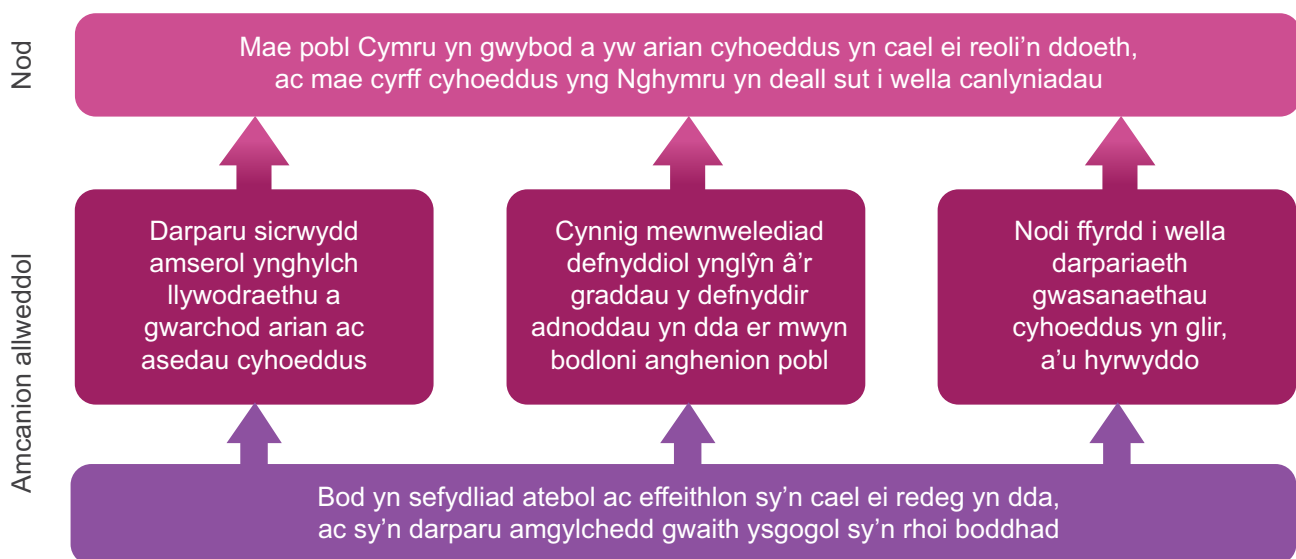 Nod
Mae pobl Cymru yn gwybod a yw arian cyhoeddus yn cael ei reoli’n ddoeth,
ac mae cyrff cyhoeddus yng Nghymru yn deall sut i wella canlyniadau
Amcanion allweddol
Darparu sicrwydd
amserol ynghylch
llywodraethu a
gwarchod arian ac
asedau cyhoeddus
Cynnig mewnwelediad
defnyddiol ynglŷn â’r
graddau y defnyddir
adnoddau yn dda er mwyn
bodloni anghenion pobl
Nodi ffyrdd i wella
darpariaeth
gwasanaethau
cyhoeddus yn glir,
a’u hyrwyddo
Bod yn sefydliad atebol ac effeithlon sy’n cael ei redeg yn dda,
ac sy’n darparu amgylchedd gwaith ysgogol sy’n rhoi boddhad